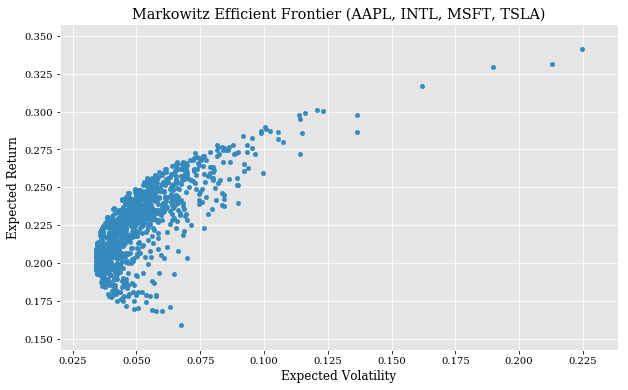 Markowitz Efficient Frontier (AAPL, INTL, MSFT, TSLA)
0.350
0.325
0.300
0.275
0.250
0.225
0.200
0.175
0.150
Expected Return
0.025 0.050 0.075 0.100 0.125 0.150 0.175 0.200 0.225
Expected Volatility